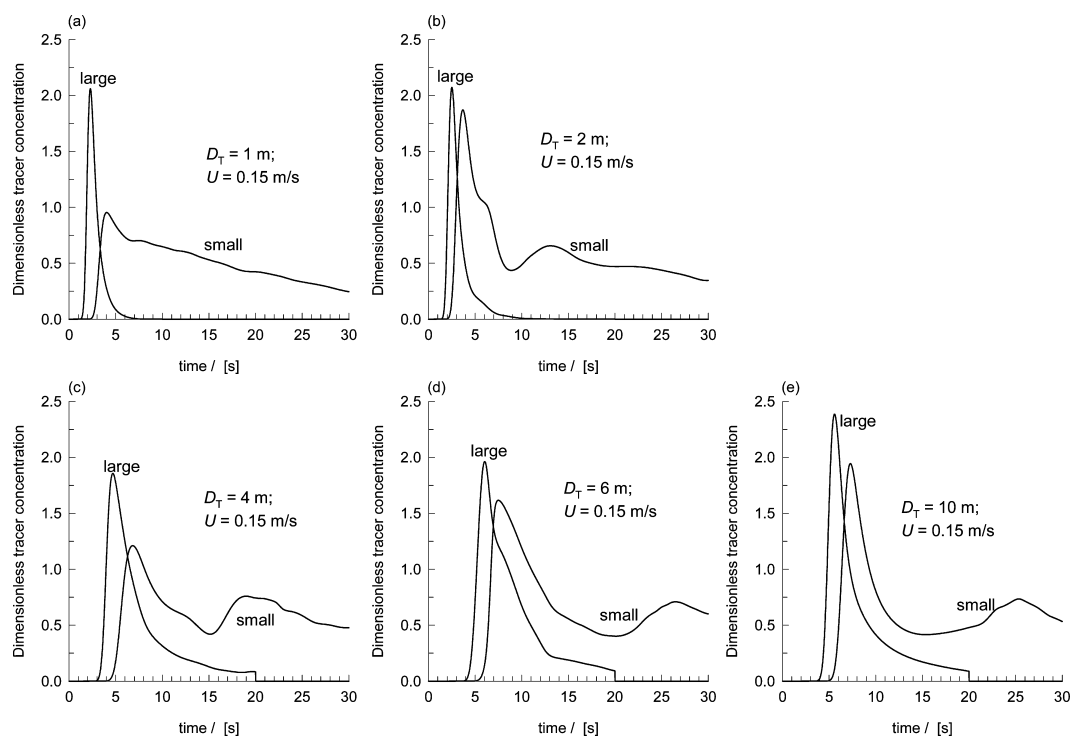 (a)
2.5
2.0
1.5
1.0
0.5
0.0
Dimensionless tracer concentration
large
D_T = 1 m;
U = 0.15 m/s
small
0 5 10 15 20 25 30
time / [s]
(b)
2.5
2.0
1.5
1.0
0.5
0.0
Dimensionless tracer concentration
large
D_T = 2 m;
U = 0.15 m/s
small
0 5 10 15 20 25 30
time / [s]
(c)
2.5
2.0
1.5
1.0
0.5
0.0
Dimensionless tracer concentration
large
D_T = 4 m;
U = 0.15 m/s
small
0 5 10 15 20 25 30
time / [s]
(d)
2.5
2.0
1.5
1.0
0.5
0.0
Dimensionless tracer concentration
large
D_T = 6 m;
U = 0.15 m/s
small
0 5 10 15 20 25 30
time / [s]
(e)
2.5
2.0
1.5
1.0
0.5
0.0
Dimensionless tracer concentration
large
D_T = 10 m;
U = 0.15 m/s
small
0 5 10 15 20 25 30
time / [s]